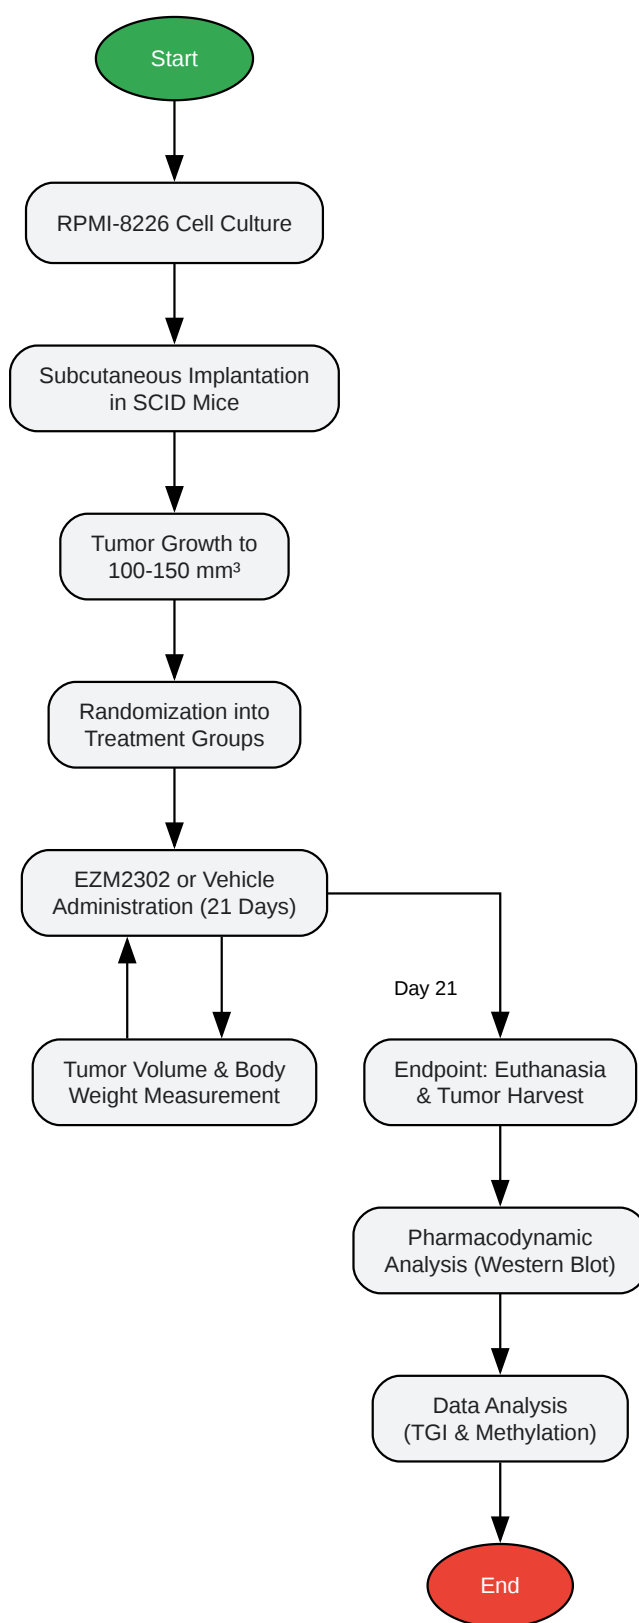 Start
RPMI-8226 Cell Culture
Subcutaneous Implantation
in SCID Mice
Tumor Growth to
100-150 mm³
Randomization into
Treatment Groups
EZM2302 or Vehicle
Administration (21 Days)
Day 21
Tumor Volume & Body
Weight Measurement
Endpoint: Euthanasia
& Tumor Harvest
Pharmacodynamic
Analysis (Western Blot)
Data Analysis
(TGI & Methylation)
End